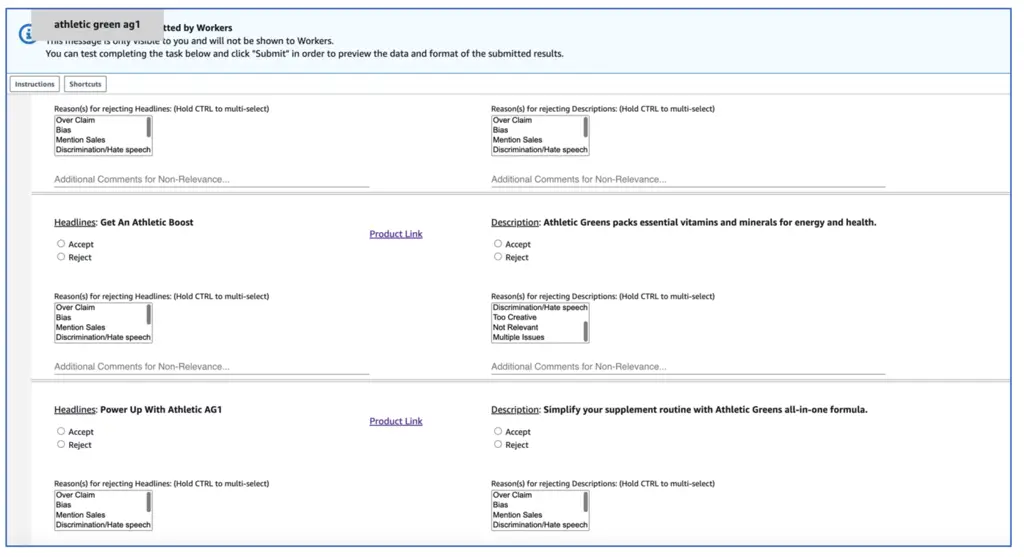 athletic green ag1
tted by Workers
This message is only visible to you and will not be shown to Workers.
You can test completing the task below and click "Submit" in order to preview the data and format of the submitted results.
Instructions Shortcuts
Reason(s) for rejecting Headlines: (Hold CTRL to multi-select) Reason(s) for rejecting Descriptions: (Hold CTRL to multi-select)
Over Claim Over Claim
Bias Bias
Mention Sales Mention Sales
Discrimination/Hate speech Discrimination/Hate speech
Additional Comments for Non-Relevance... Additional Comments for Non-Relevance...
Headlines: Get An Athletic Boost Description: Athletic Greens packs essential vitamins and minerals for energy and health.
Product Link
Accept Accept
Reject Reject
Reason(s) for rejecting Headlines: (Hold CTRL to multi-select) Reason(s) for rejecting Descriptions: (Hold CTRL to multi-select)
Over Claim Discrimination/Hate speech
Bias Too Creative
Mention Sales Not Relevant
Discrimination/Hate speech Multiple Issues
Additional Comments for Non-Relevance... Additional Comments for Non-Relevance...
Headlines: Power Up With Athletic AG1 Description: Simplify your supplement routine with Athletic Greens all-in-one formula.
Product Link
Accept Accept
Reject Reject
Reason(s) for rejecting Headlines: (Hold CTRL to multi-select) Reason(s) for rejecting Descriptions: (Hold CTRL to multi-select)
Over Claim Over Claim
Bias Bias
Mention Sales Mention Sales
Discrimination/Hate speech Discrimination/Hate speech